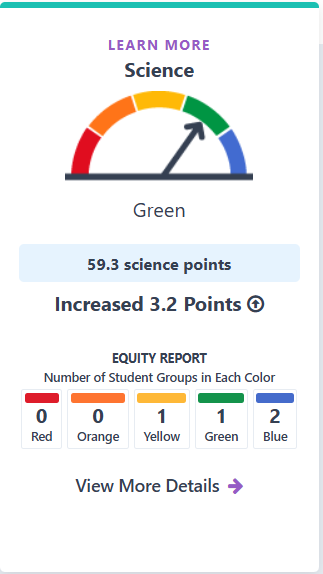 LEARN MORE
Science
Green
59.3 science points
Increased 3.2 Points
EQUITY REPORT
Number of Student Groups in Each Color
0 0 1 1 2
Red Orange Yellow Green Blue
View More Details